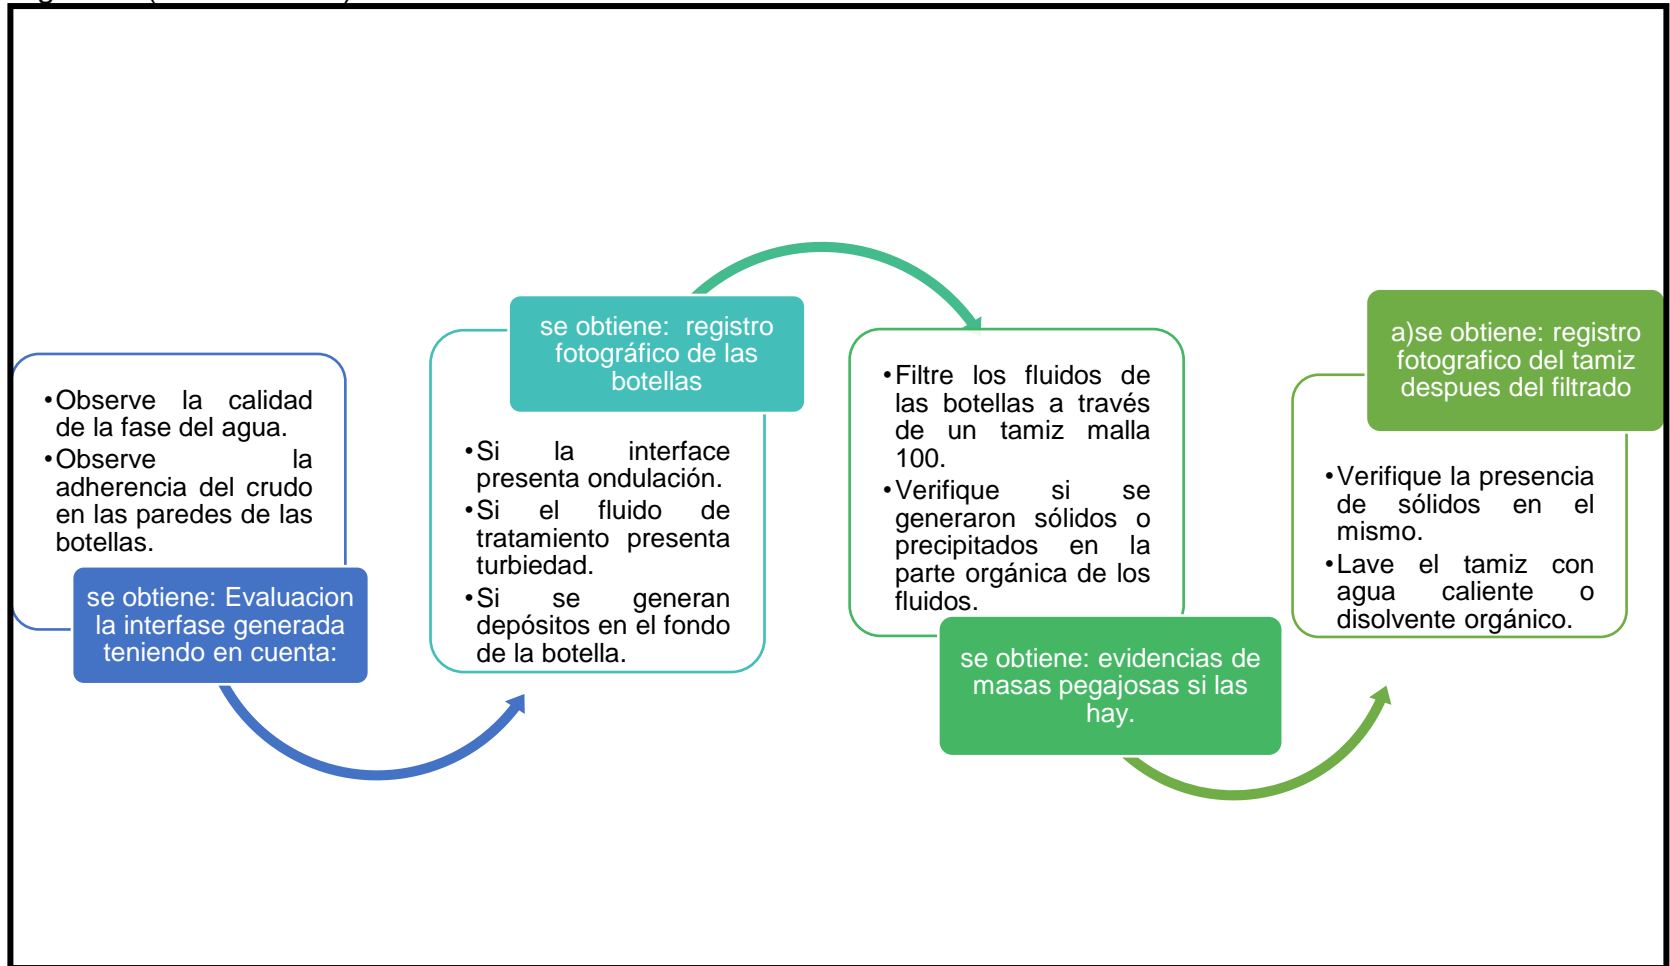 •Observe la calidad
de la fase del agua.
•Observe la
adherencia del crudo
en las paredes de las
botellas.
se obtiene: Evaluacion
la interfase generada
teniendo en cuenta:
se obtiene: registro
fotográfico de las
botellas
•Si la interface
presenta ondulación.
•Si el fluido de
tratamiento presenta
turbiedad.
•Si se generan
depósitos en el fondo
de la botella.
•Filtre los fluidos de
las botellas a través
de un tamiz malla
100.
•Verifique si se
generaron sólidos o
precipitados en la
parte orgánica de los
fluidos.
se obtiene: evidencias de
masas pegajosas si las
hay.
a)se obtiene: registro
fotografico del tamiz
despues del filtrado
•Verifique la presencia
de sólidos en el
mismo.
•Lave el tamiz con
agua caliente o
disolvente orgánico.